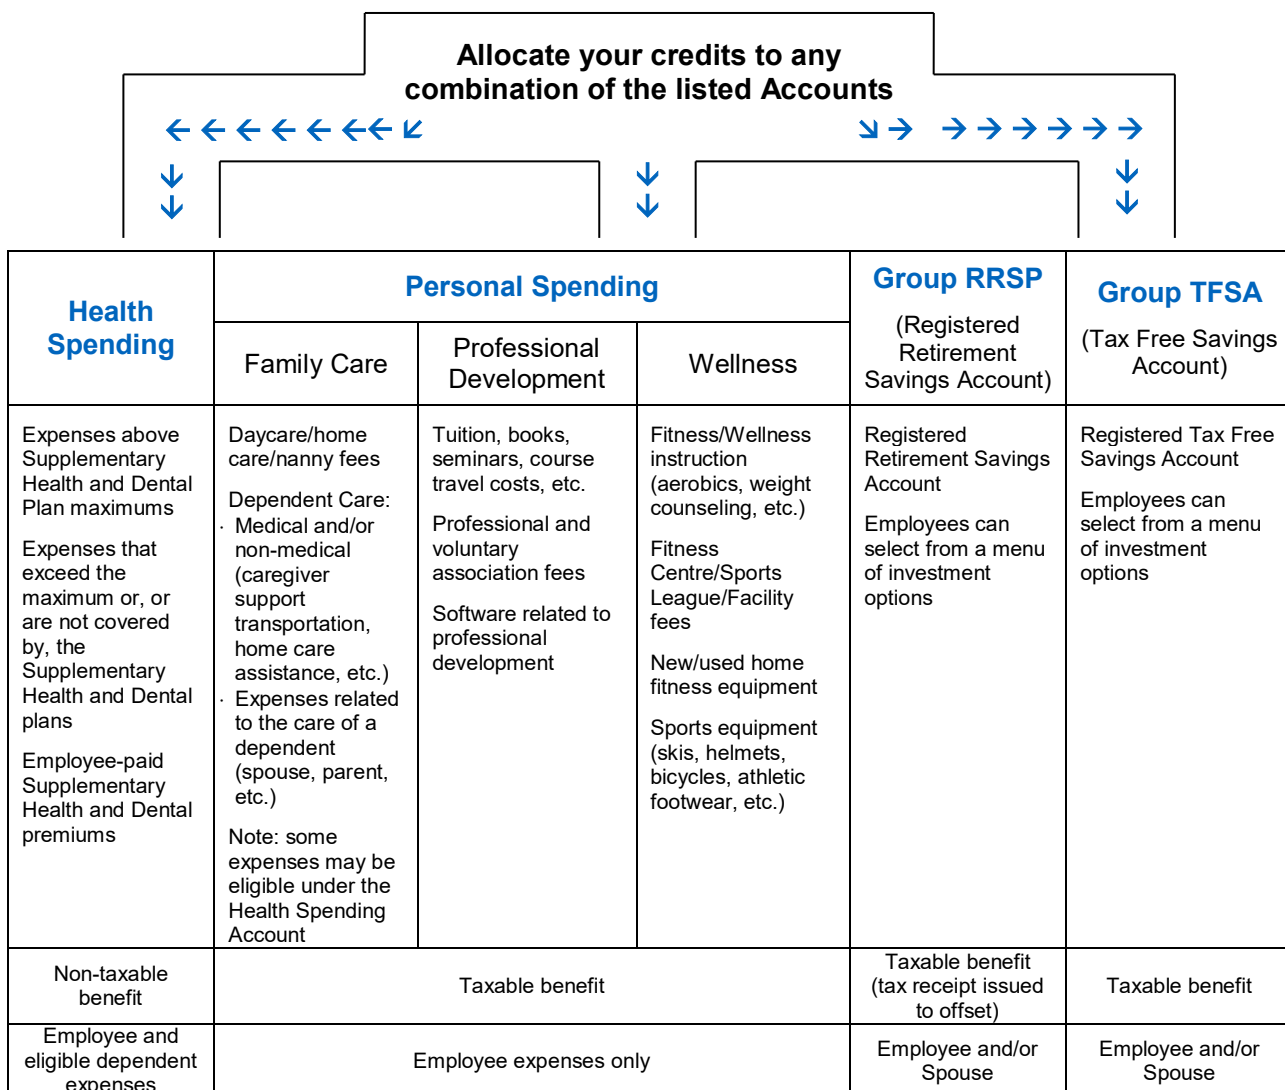 Allocate your credits to any
combination of the listed Accounts
Health
Spending
Personal Spending
Group RRSP
(Registered
Retirement
Savings Account)
Group TFSA
(Tax Free Savings
Account)
Family Care
Professional
Development
Wellness
Expenses above
Supplementary
Health and Dental
Plan maximums
Expenses that
exceed the
maximum or, or
are not covered
by, the
Supplementary
Health and Dental
plans
Employee-paid
Supplementary
Health and Dental
premiums
Daycare/home
care/nanny fees
Dependent Care:
· Medical and/or
non-medical
(caregiver
support
transportation,
home care
assistance, etc.)
· Expenses related
to the care of a
dependent
(spouse, parent,
etc.)
Note: some
expenses may be
eligible under the
Health Spending
Account
Tuition, books,
seminars, course
travel costs, etc.
Professional and
voluntary
association fees
Software related to
professional
development
Fitness/Wellness
instruction
(aerobics, weight
counseling, etc.)
Fitness
Centre/Sports
League/Facility
fees
New/used home
fitness equipment
Sports equipment
(skis, helmets,
bicycles, athletic
footwear, etc.)
Registered
Retirement Savings
Account
Employees can
select from a menu
of investment
options
Registered Tax Free
Savings Account
Employees can
select from a menu
of investment
options
Non-taxable
benefit
Taxable benefit
Taxable benefit
(tax receipt issued
to offset)
Taxable benefit
Employee and
eligible dependent
expenses
Employee expenses only
Employee and/or
Spouse
Employee and/or
Spouse